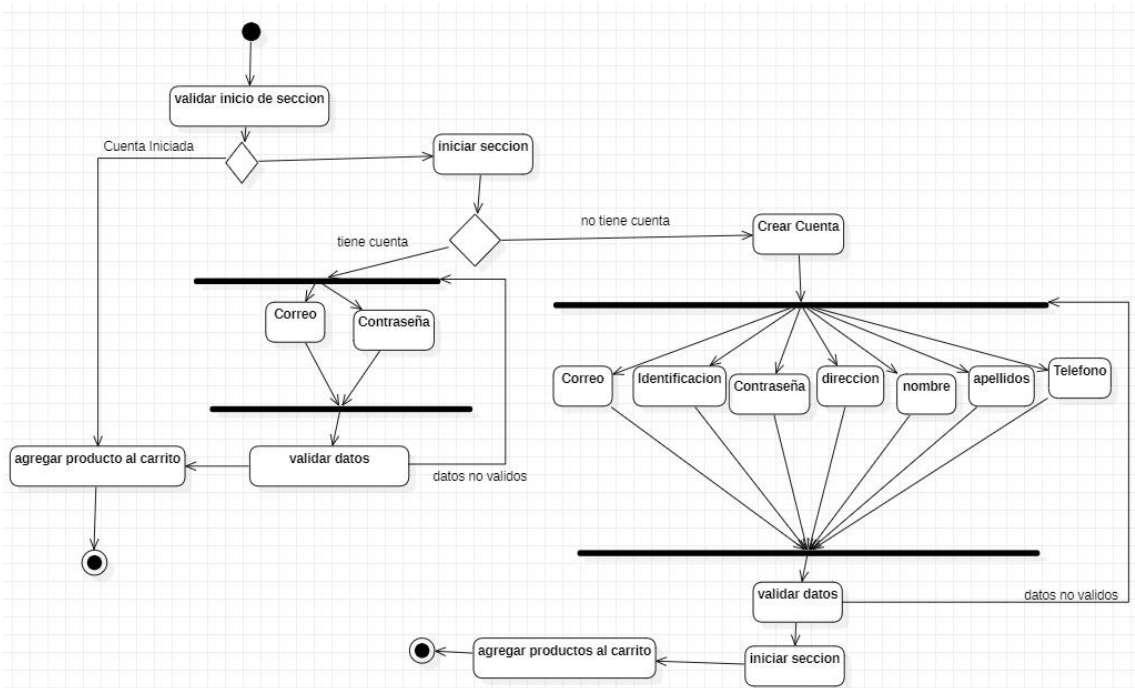 validar inicio de seccion
Cuenta Iniciada
iniciar seccion
no tiene cuenta
Crear Cuenta
tiene cuenta
Correo
Contraseña
Correo
Identificacion
Contraseña
direccion
nombre
apellidos
Telefono
agregar producto al carrito
validar datos
datos no validos
validar datos
datos no validos
agregar productos al carrito
iniciar seccion